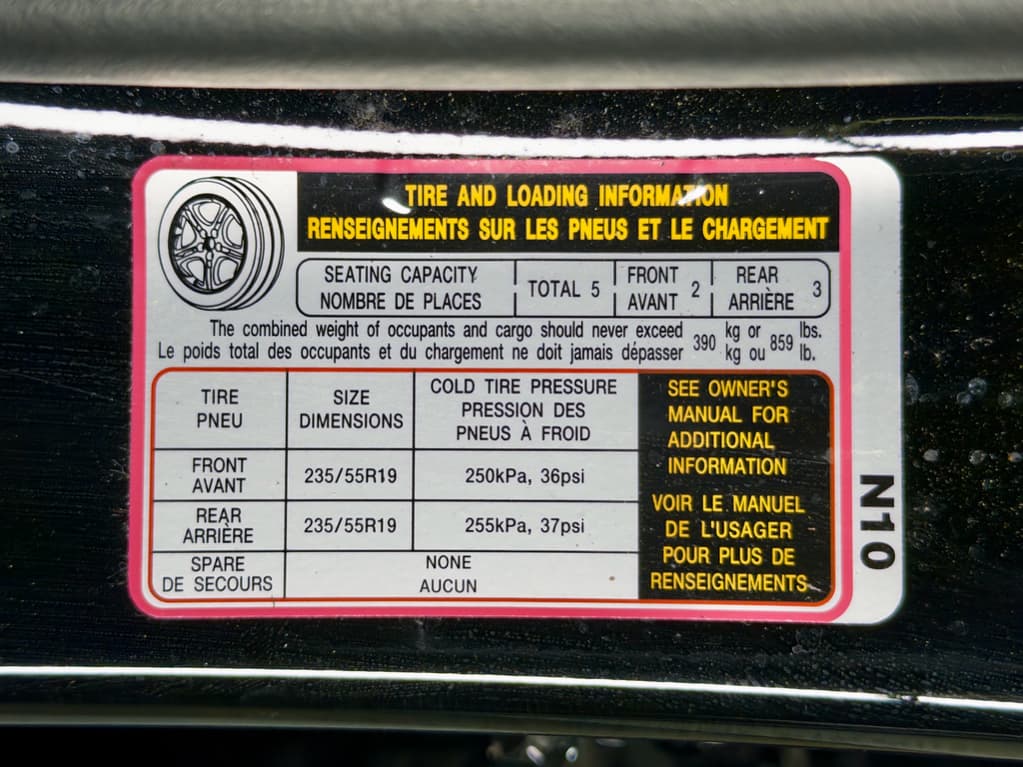 TIRE AND LOADING INFORMATION
RENSEIGNEMENTS SUR LES PNEUS ET LE CHARGEMENT
SEATING CAPACITY
NOMBRE DE PLACES
TOTAL 5
FRONT
AVANT
2
REAR
ARRIÈRE
3
The combined weight of occupants and cargo should never exceed
Le poids total des occupants et du chargement ne doit jamais dépasser
390
kg or
kg ou
859
lbs.
lb.
TIRE
PNEU
SIZE
DIMENSIONS
COLD TIRE PRESSURE
PRESSION DES
PNEUS À FROID
FRONT
AVANT
235/55R19
250kPa, 36psi
REAR
ARRIÈRE
235/55R19
255kPa, 37psi
SPARE
DE SECOURS
NONE
AUCUN
SEE OWNER'S
MANUAL FOR
ADDITIONAL
INFORMATION
VOIR LE MANUEL
DE L'USAGER
POUR PLUS DE
RENSEIGNEMENTS
N10